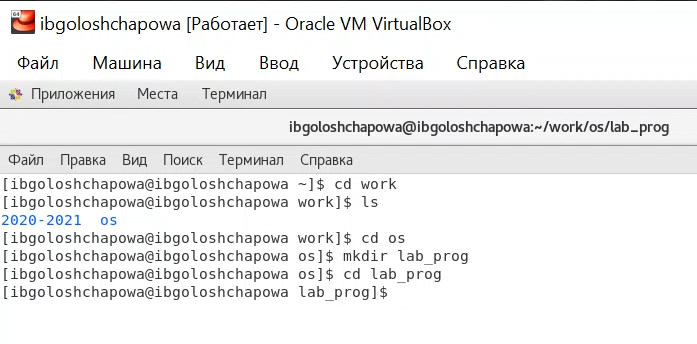 64
ibgoloshchapowa [Работает] - Oracle VM VirtualBox
Файл Машина Вид Ввод Устройства Справка
Приложения Места Терминал
ibgoloshchapowa@ibgoloshchapowa:~/work/os/lab_prog
Файл Правка Вид Поиск Терминал Справка
[ibgoloshchapowa@ibgoloshchapowa ~]$ cd work
[ibgoloshchapowa@ibgoloshchapowa work]$ ls
2020-2021 os
[ibgoloshchapowa@ibgoloshchapowa work]$ cd os
[ibgoloshchapowa@ibgoloshchapowa os]$ mkdir lab_prog
[ibgoloshchapowa@ibgoloshchapowa os]$ cd lab_prog
[ibgoloshchapowa@ibgoloshchapowa lab_prog]$